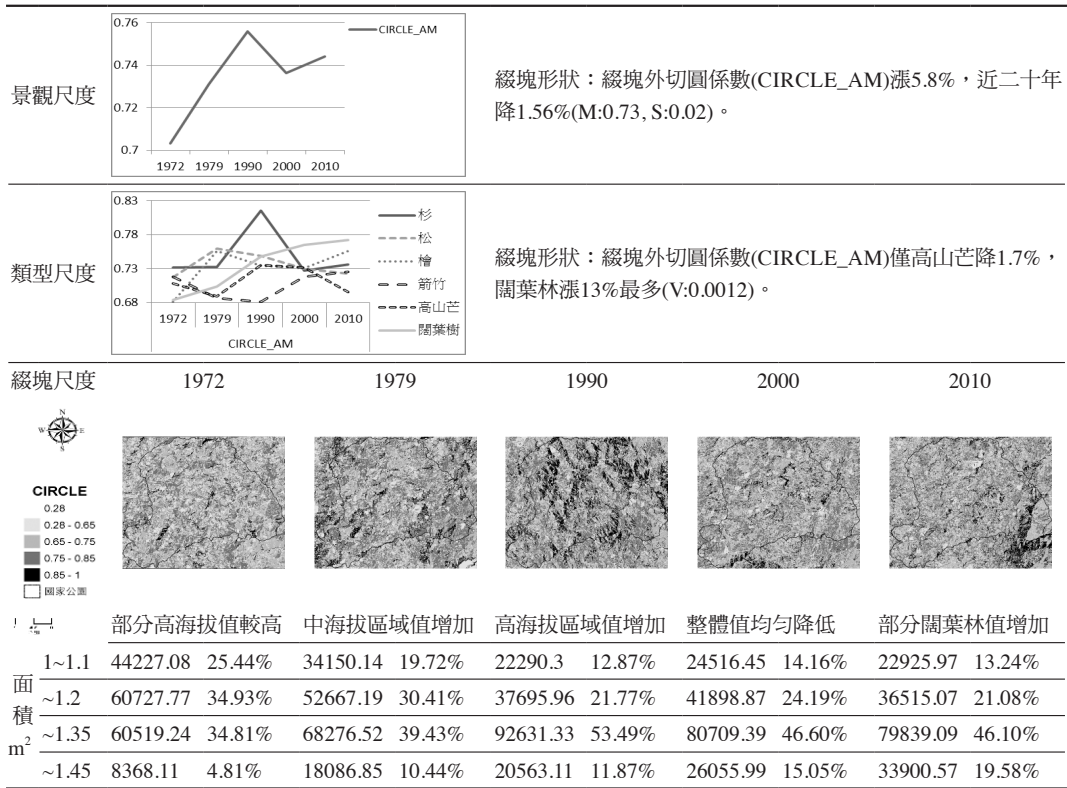 景觀尺度
0.76
0.74
0.72
0.7
1972 1979 1990 2000 2010
CIRCLE_AM
綴塊形狀：綴塊外切圓係數(CIRCLE_AM)漲5.8%，近二十年
降1.56%(M:0.73, S:0.02)。
類型尺度
0.83
0.78
0.73
0.68
1972 1979 1990 2000 2010
CIRCLE_AM
杉
松
檜
箭竹
高山芒
闊葉樹
綴塊形狀：綴塊外切圓係數(CIRCLE_AM)僅高山芒降1.7%，
闊葉林漲13%最多(V:0.0012)。
綴塊尺度 1972 1979 1990 2000 2010
N
W E
S
CIRCLE
0.28
0.28 - 0.65
0.65 - 0.75
0.75 - 0.85
0.85 - 1
國家公園
部分高海拔值較高 中海拔區域值增加 高海拔區域值增加 整體值均勻降低 部分闊葉林值增加
面積 m²
1~1.1 44227.08 25.44% 34150.14 19.72% 22290.3 12.87% 24516.45 14.16% 22925.97 13.24%
~1.2 60727.77 34.93% 52667.19 30.41% 37695.96 21.77% 41898.87 24.19% 36515.07 21.08%
~1.35 60519.24 34.81% 68276.52 39.43% 92631.33 53.49% 80709.39 46.60% 79839.09 46.10%
~1.45 8368.11 4.81% 18086.85 10.44% 20563.11 11.87% 26055.99 15.05% 33900.57 19.58%